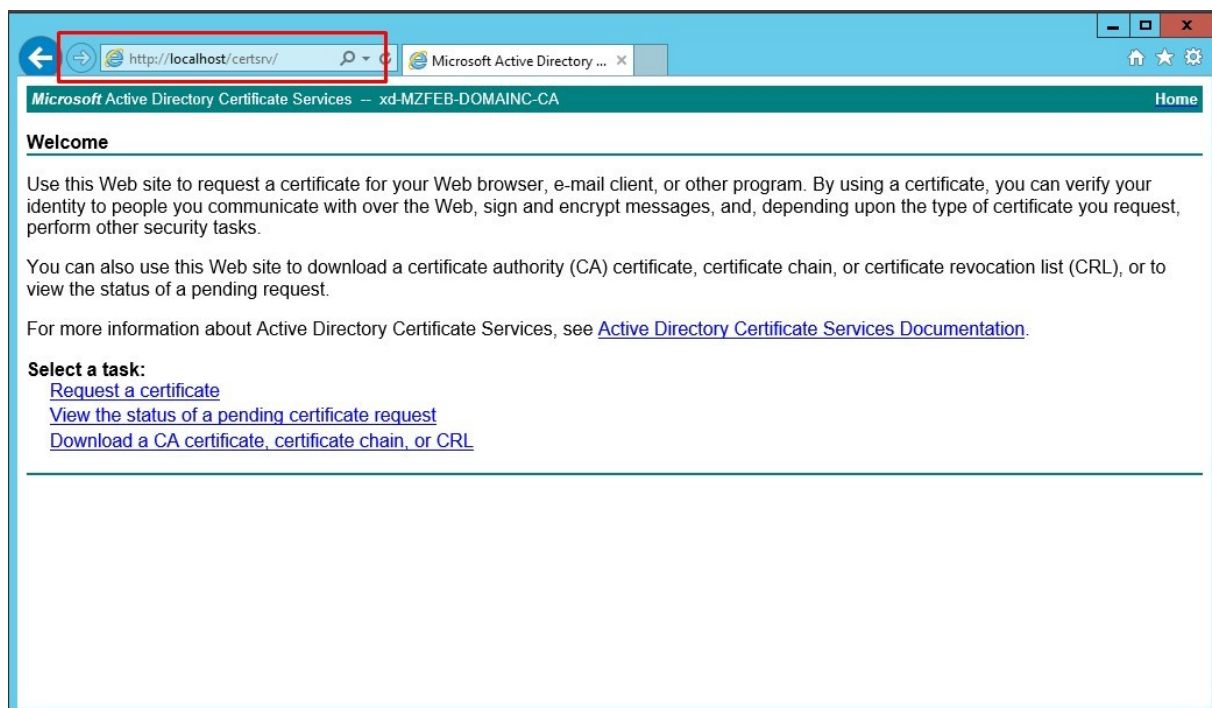 http://localhost/certsrv/
Microsoft Active Directory ...
Microsoft Active Directory Certificate Services -- xd-MZFEB-DOMAINC-CA Home
Welcome
Use this Web site to request a certificate for your Web browser, e-mail client, or other program. By using a certificate, you can verify your
identity to people you communicate with over the Web, sign and encrypt messages, and, depending upon the type of certificate you request,
perform other security tasks.
You can also use this Web site to download a certificate authority (CA) certificate, certificate chain, or certificate revocation list (CRL), or to
view the status of a pending request.
For more information about Active Directory Certificate Services, see Active Directory Certificate Services Documentation.
Select a task:
Request a certificate
View the status of a pending certificate request
Download a CA certificate, certificate chain, or CRL